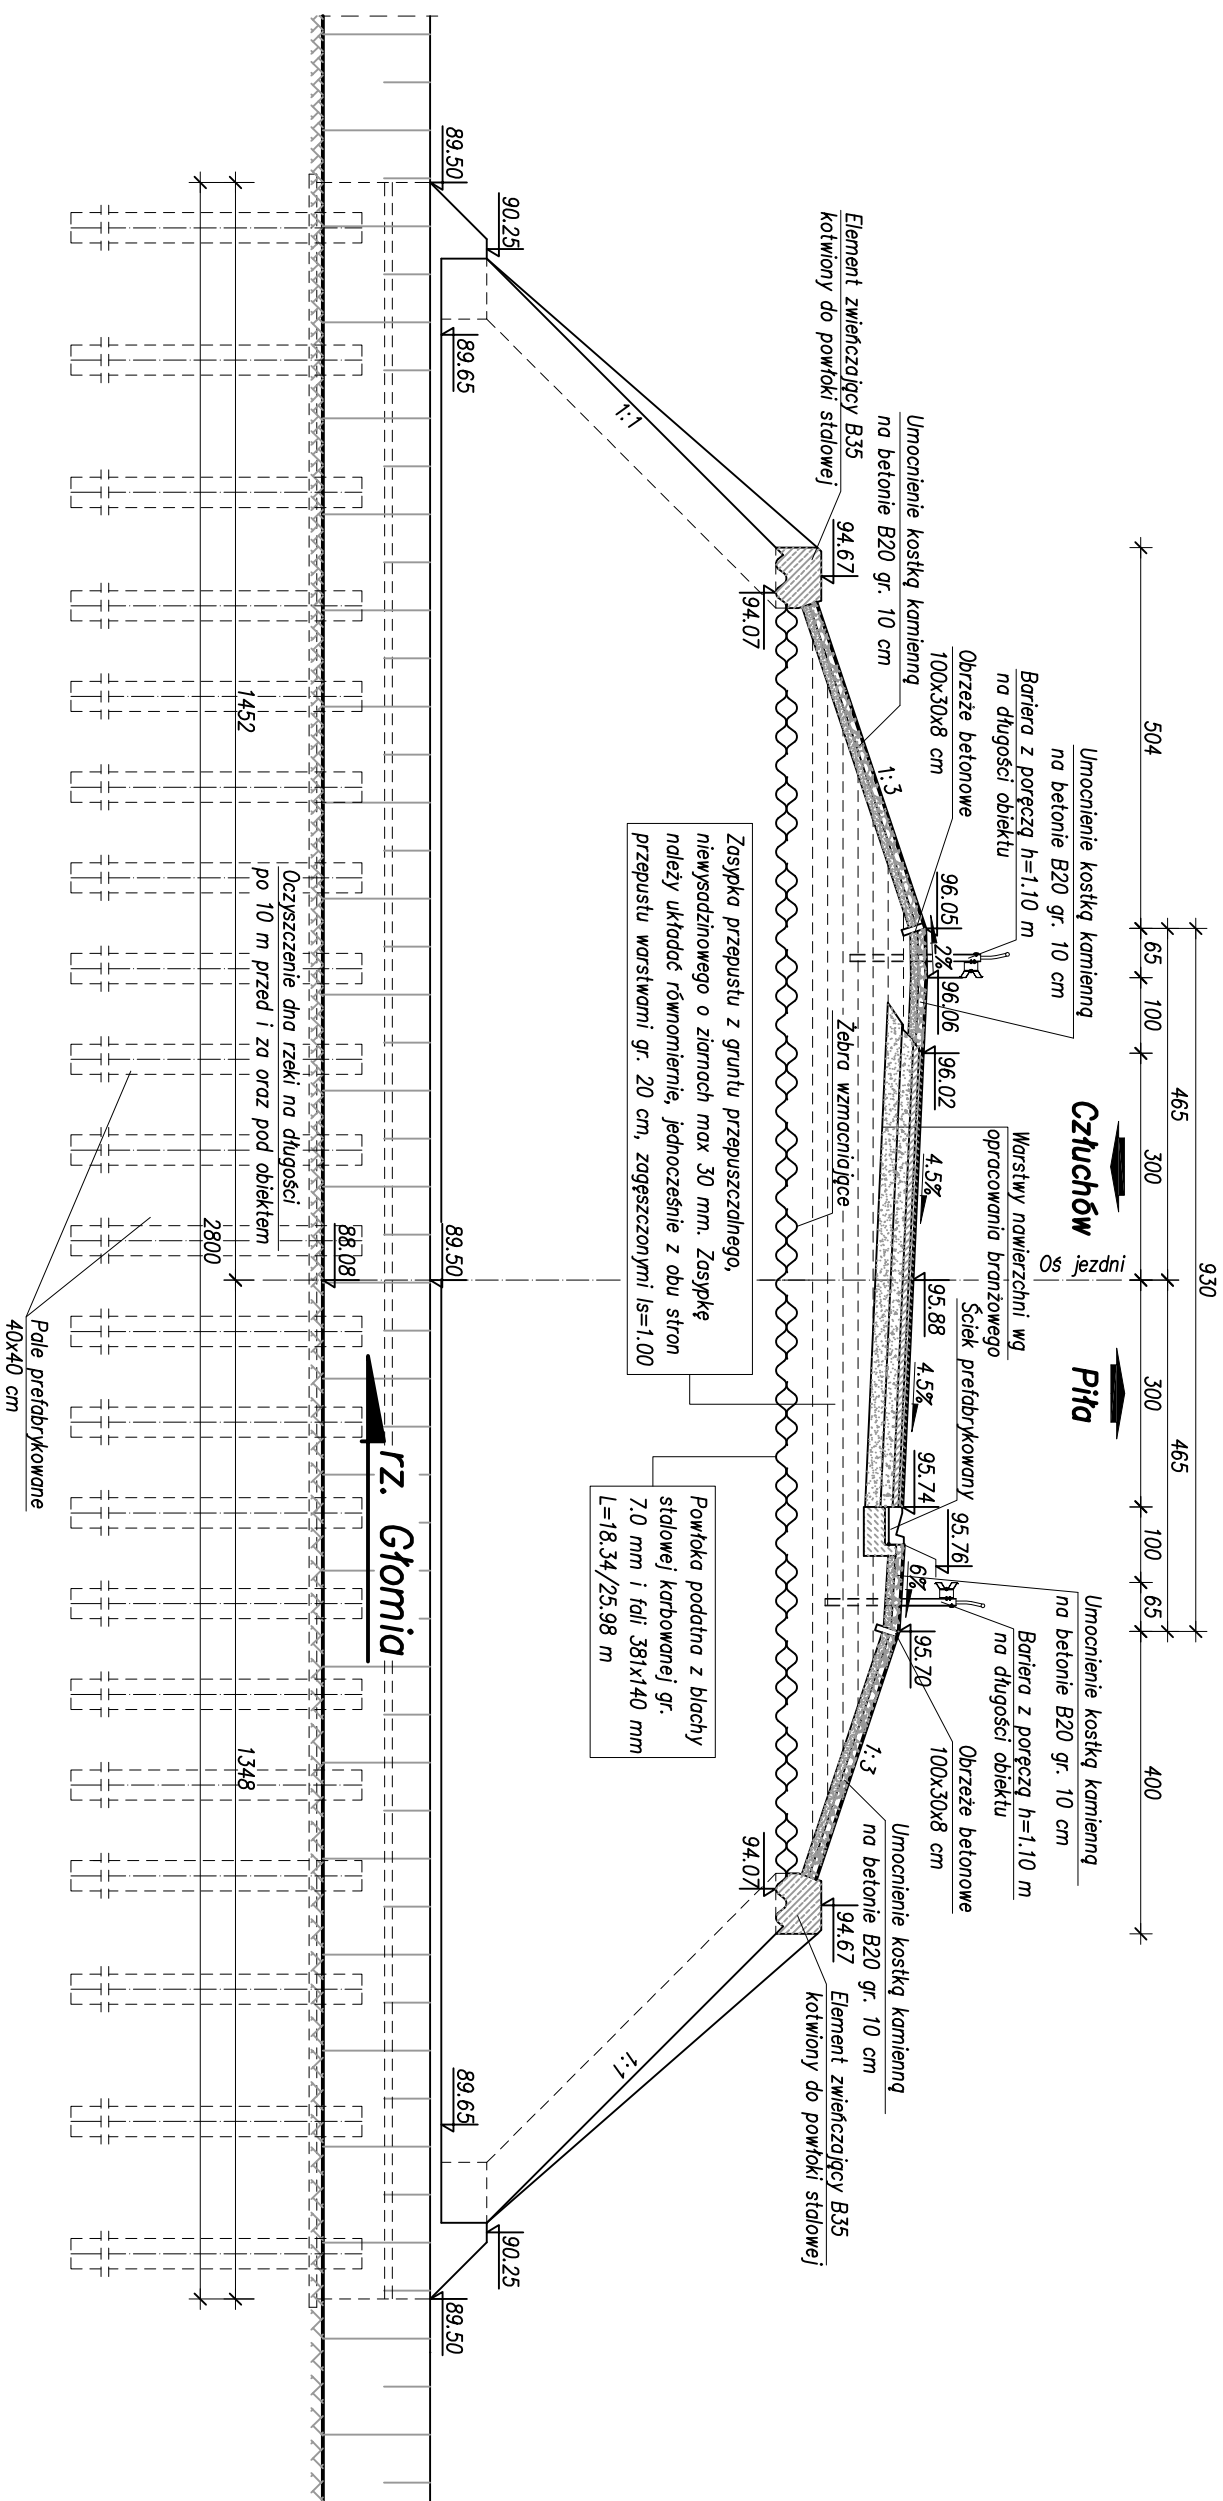 930
465
465
504
65
100
300
300
100
65
400
Człuchów
Piła
Oś jezdni
Umocnienie kostką kamienną
na betonie B20 gr. 10 cm
Bariera z poręczą h=1.10 m
na długości obiektu
Obrzeże betonowe
100x30x8 cm
Umocnienie kostką kamienną
na betonie B20 gr. 10 cm
Element zwieńczający B35
kotwiony do powłoki stalowej
Warstwy nawierzchni wg
opracowania branżowego
Ściek prefabrykowany
Umocnienie kostką kamienną
na betonie B20 gr. 10 cm
Bariera z poręczą h=1.10 m
na długości obiektu
Obrzeże betonowe
100x30x8 cm
Umocnienie kostką kamienną
na betonie B20 gr. 10 cm
Element zwieńczający B35
kotwiony do powłoki stalowej
96.05
96.06
96.02
95.88
95.74
95.76
95.70
2%
4.5%
4.5%
6%
1:3
1:3
94.67
94.07
94.67
94.07
Żebra wzmacniające
Zasypka przepustu z gruntu przepuszczalnego,
niewysadzinowego o ziarnach max 30 mm. Zasypkę
należy układać równomiernie, jednocześnie z obu stron
przepustu warstwami gr. 20 cm, zagęszczonymi Is=1.00
Powłoka podatna z blachy
stalowej karbowanej gr.
7.0 mm i fali 381x140 mm
L=18.34/25.98 m
1:1
1:1
90.25
89.50
89.65
89.50
89.65
90.25
89.50
rz. Głomia
88.08
Oczyszczenie dna rzeki na długości
po 10 m przed i za oraz pod obiektem
1452
1348
2800
Pale prefabrykowane
40x40 cm